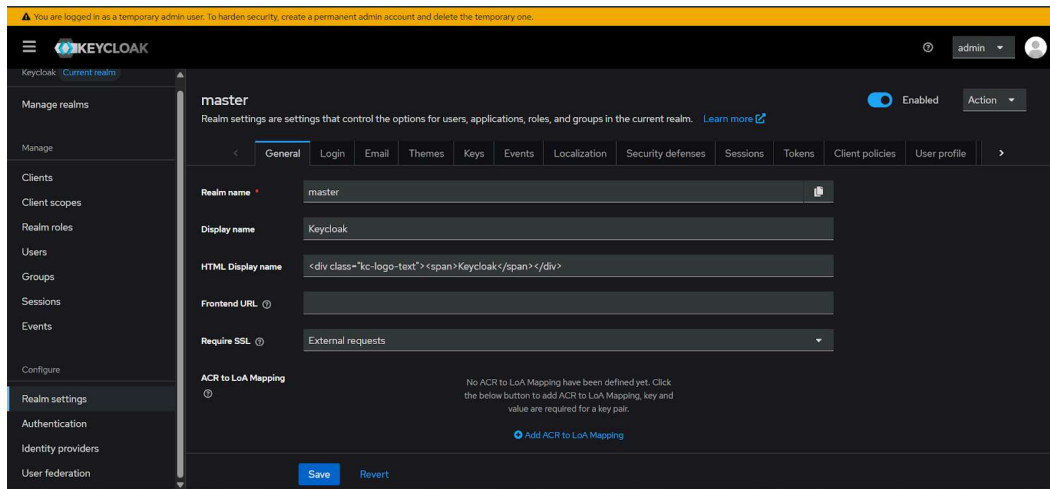 You are logged in as a temporary admin user. To harden security, create a permanent admin account and delete the temporary one.
KEYCLOAK
admin
Keycloak Current realm
Manage realms
Manage
Clients
Client scopes
Realm roles
Users
Groups
Sessions
Events
Configure
Realm settings
Authentication
Identity providers
User federation
master
Enabled
Action
Realm settings are settings that control the options for users, applications, roles, and groups in the current realm. Learn more
General Login Email Themes Keys Events Localization Security defenses Sessions Tokens Client policies User profile
Realm name * master
Display name Keycloak
HTML Display name <div class="kc-logo-text"><span>Keycloak</span></div>
Frontend URL
Require SSL External requests
ACR to LoA Mapping
No ACR to LoA Mapping have been defined yet. Click
the below button to add ACR to LoA Mapping, key and
value are required for a key pair.
Add ACR to LoA Mapping
Save Revert